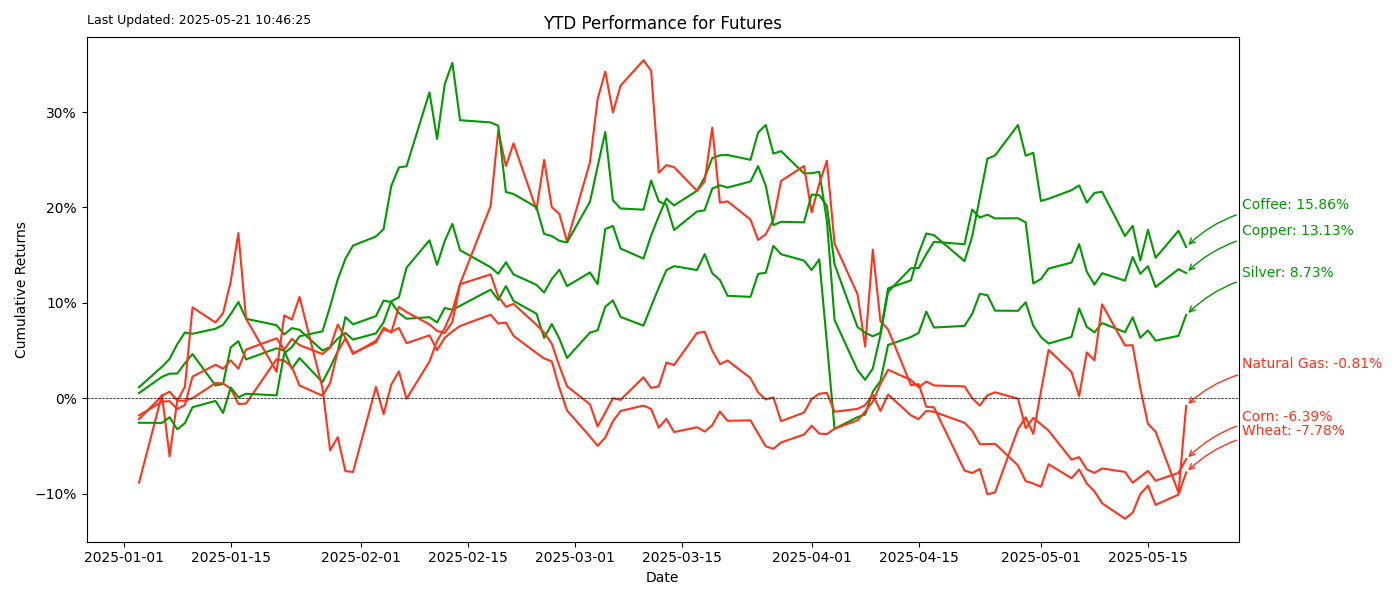 Last Updated: 2025-05-21 10:46:25
YTD Performance for Futures
Cumulative Returns
30%
20%
10%
0%
−10%
Coffee: 15.86%
Copper: 13.13%
Silver: 8.73%
Natural Gas: -0.81%
Corn: -6.39%
Wheat: -7.78%
2025-01-01
2025-01-15
2025-02-01
2025-02-15
2025-03-01
2025-03-15
2025-04-01
2025-04-15
2025-05-01
2025-05-15
Date